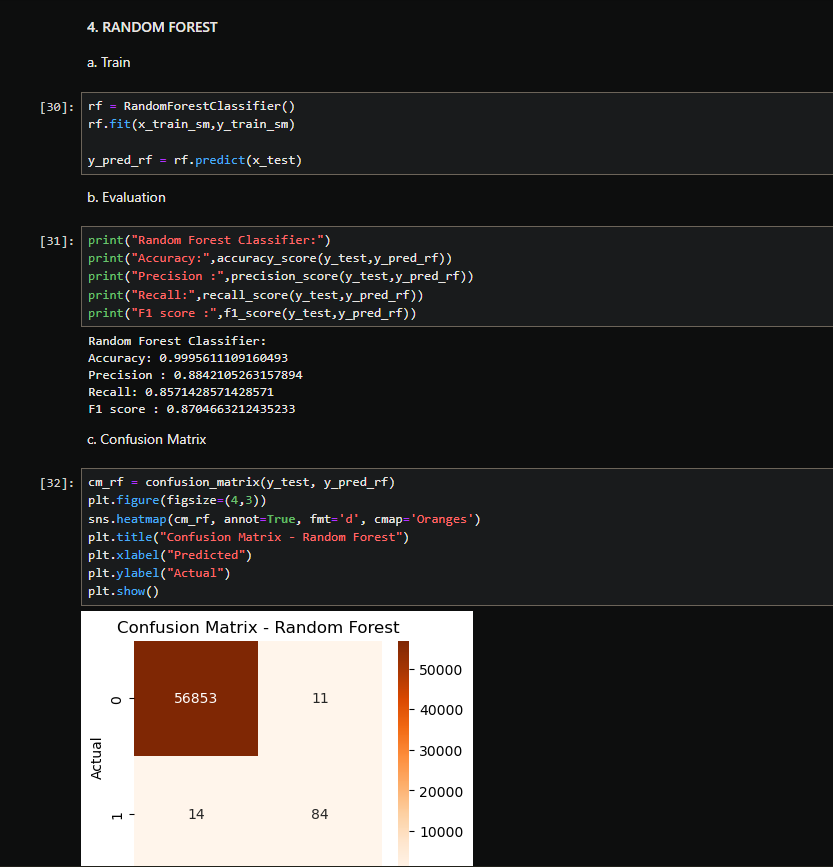 4. RANDOM FOREST
a. Train
[30]:
rf = RandomForestClassifier()
rf.fit(x_train_sm,y_train_sm)
y_pred_rf = rf.predict(x_test)
b. Evaluation
[31]:
print("Random Forest Classifier:")
print("Accuracy:",accuracy_score(y_test,y_pred_rf))
print("Precision :",precision_score(y_test,y_pred_rf))
print("Recall:",recall_score(y_test,y_pred_rf))
print("F1 score :",f1_score(y_test,y_pred_rf))
Random Forest Classifier:
Accuracy: 0.9995611109160493
Precision : 0.8842105263157894
Recall: 0.8571428571428571
F1 score : 0.8704663212435233
c. Confusion Matrix
[32]:
cm_rf = confusion_matrix(y_test, y_pred_rf)
plt.figure(figsize=(4,3))
sns.heatmap(cm_rf, annot=True, fmt='d', cmap='Oranges')
plt.title("Confusion Matrix - Random Forest")
plt.xlabel("Predicted")
plt.ylabel("Actual")
plt.show()
Confusion Matrix - Random Forest
Actual
0
56853
11
1
14
84
50000
40000
30000
20000
10000